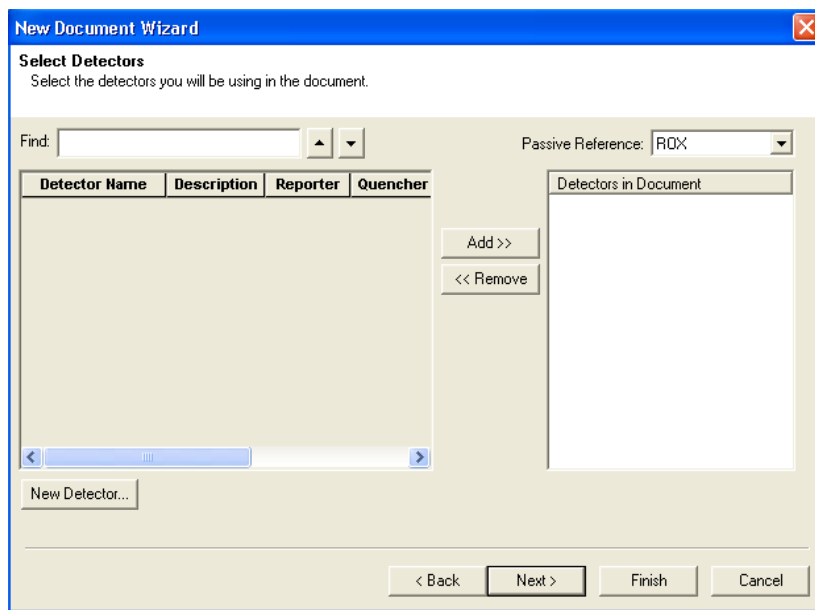 New Document Wizard
Select Detectors
Select the detectors you will be using in the document.
Find:
Passive Reference: ROX
Detector Name Description Reporter Quencher
Detectors in Document
Add >>
<< Remove
New Detector...
< Back Next > Finish Cancel